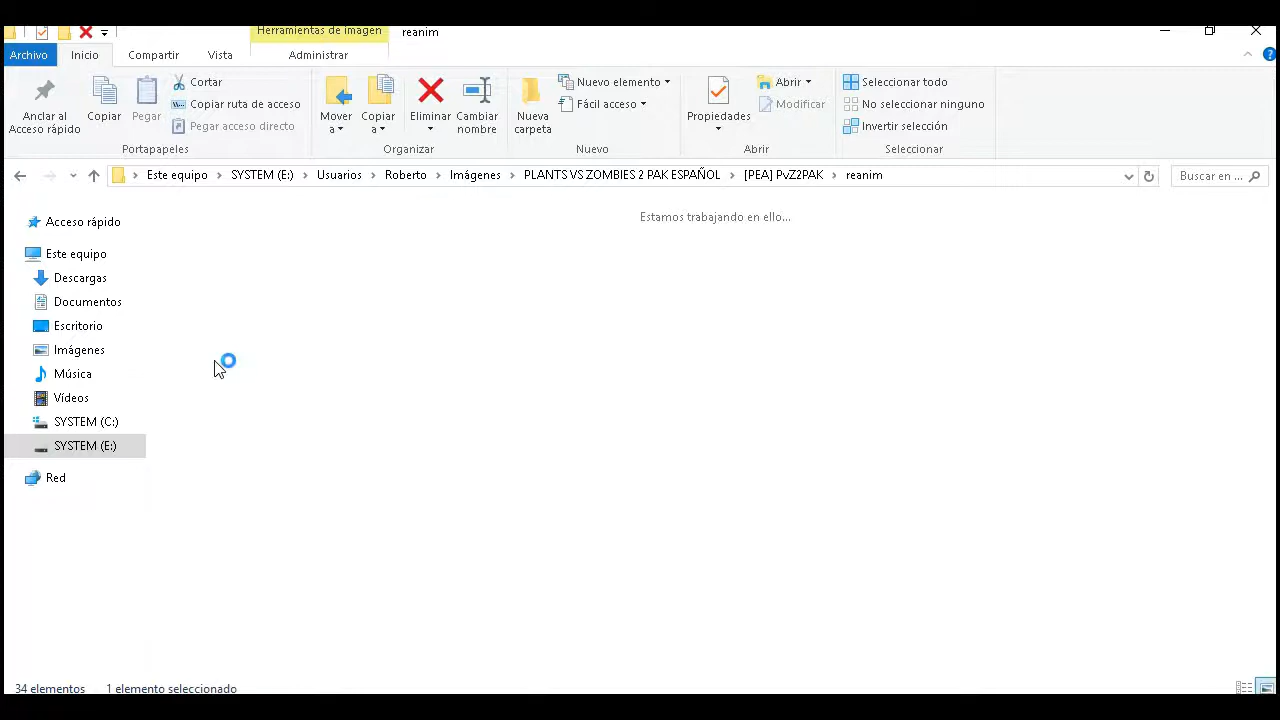 Herramientas de imagen
reanim
Archivo
Inicio
Compartir
Vista
Administrar
Anclar al
Acceso rápido
Copiar
Pegar
Cortar
Copiar ruta de acceso
Pegar acceso directo
Mover
a
Copiar
a
Eliminar
Cambiar
nombre
Nueva
carpeta
Nuevo elemento
Fácil acceso
Propiedades
Abrir
Modificar
Seleccionar todo
No seleccionar ninguno
Invertir selección
Portapapeles
Organizar
Nuevo
Abrir
Seleccionar
Este equipo > SYSTEM (E:) > Usuarios > Roberto > Imágenes > PLANTS VS ZOMBIES 2 PAK ESPAÑOL > [PEA] PvZ2PAK > reanim
Buscar en ...
Estamos trabajando en ello...
Acceso rápido
Este equipo
Descargas
Documentos
Escritorio
Imágenes
Música
Vídeos
SYSTEM (C:)
SYSTEM (E:)
Red
34 elementos
1 elemento seleccionado